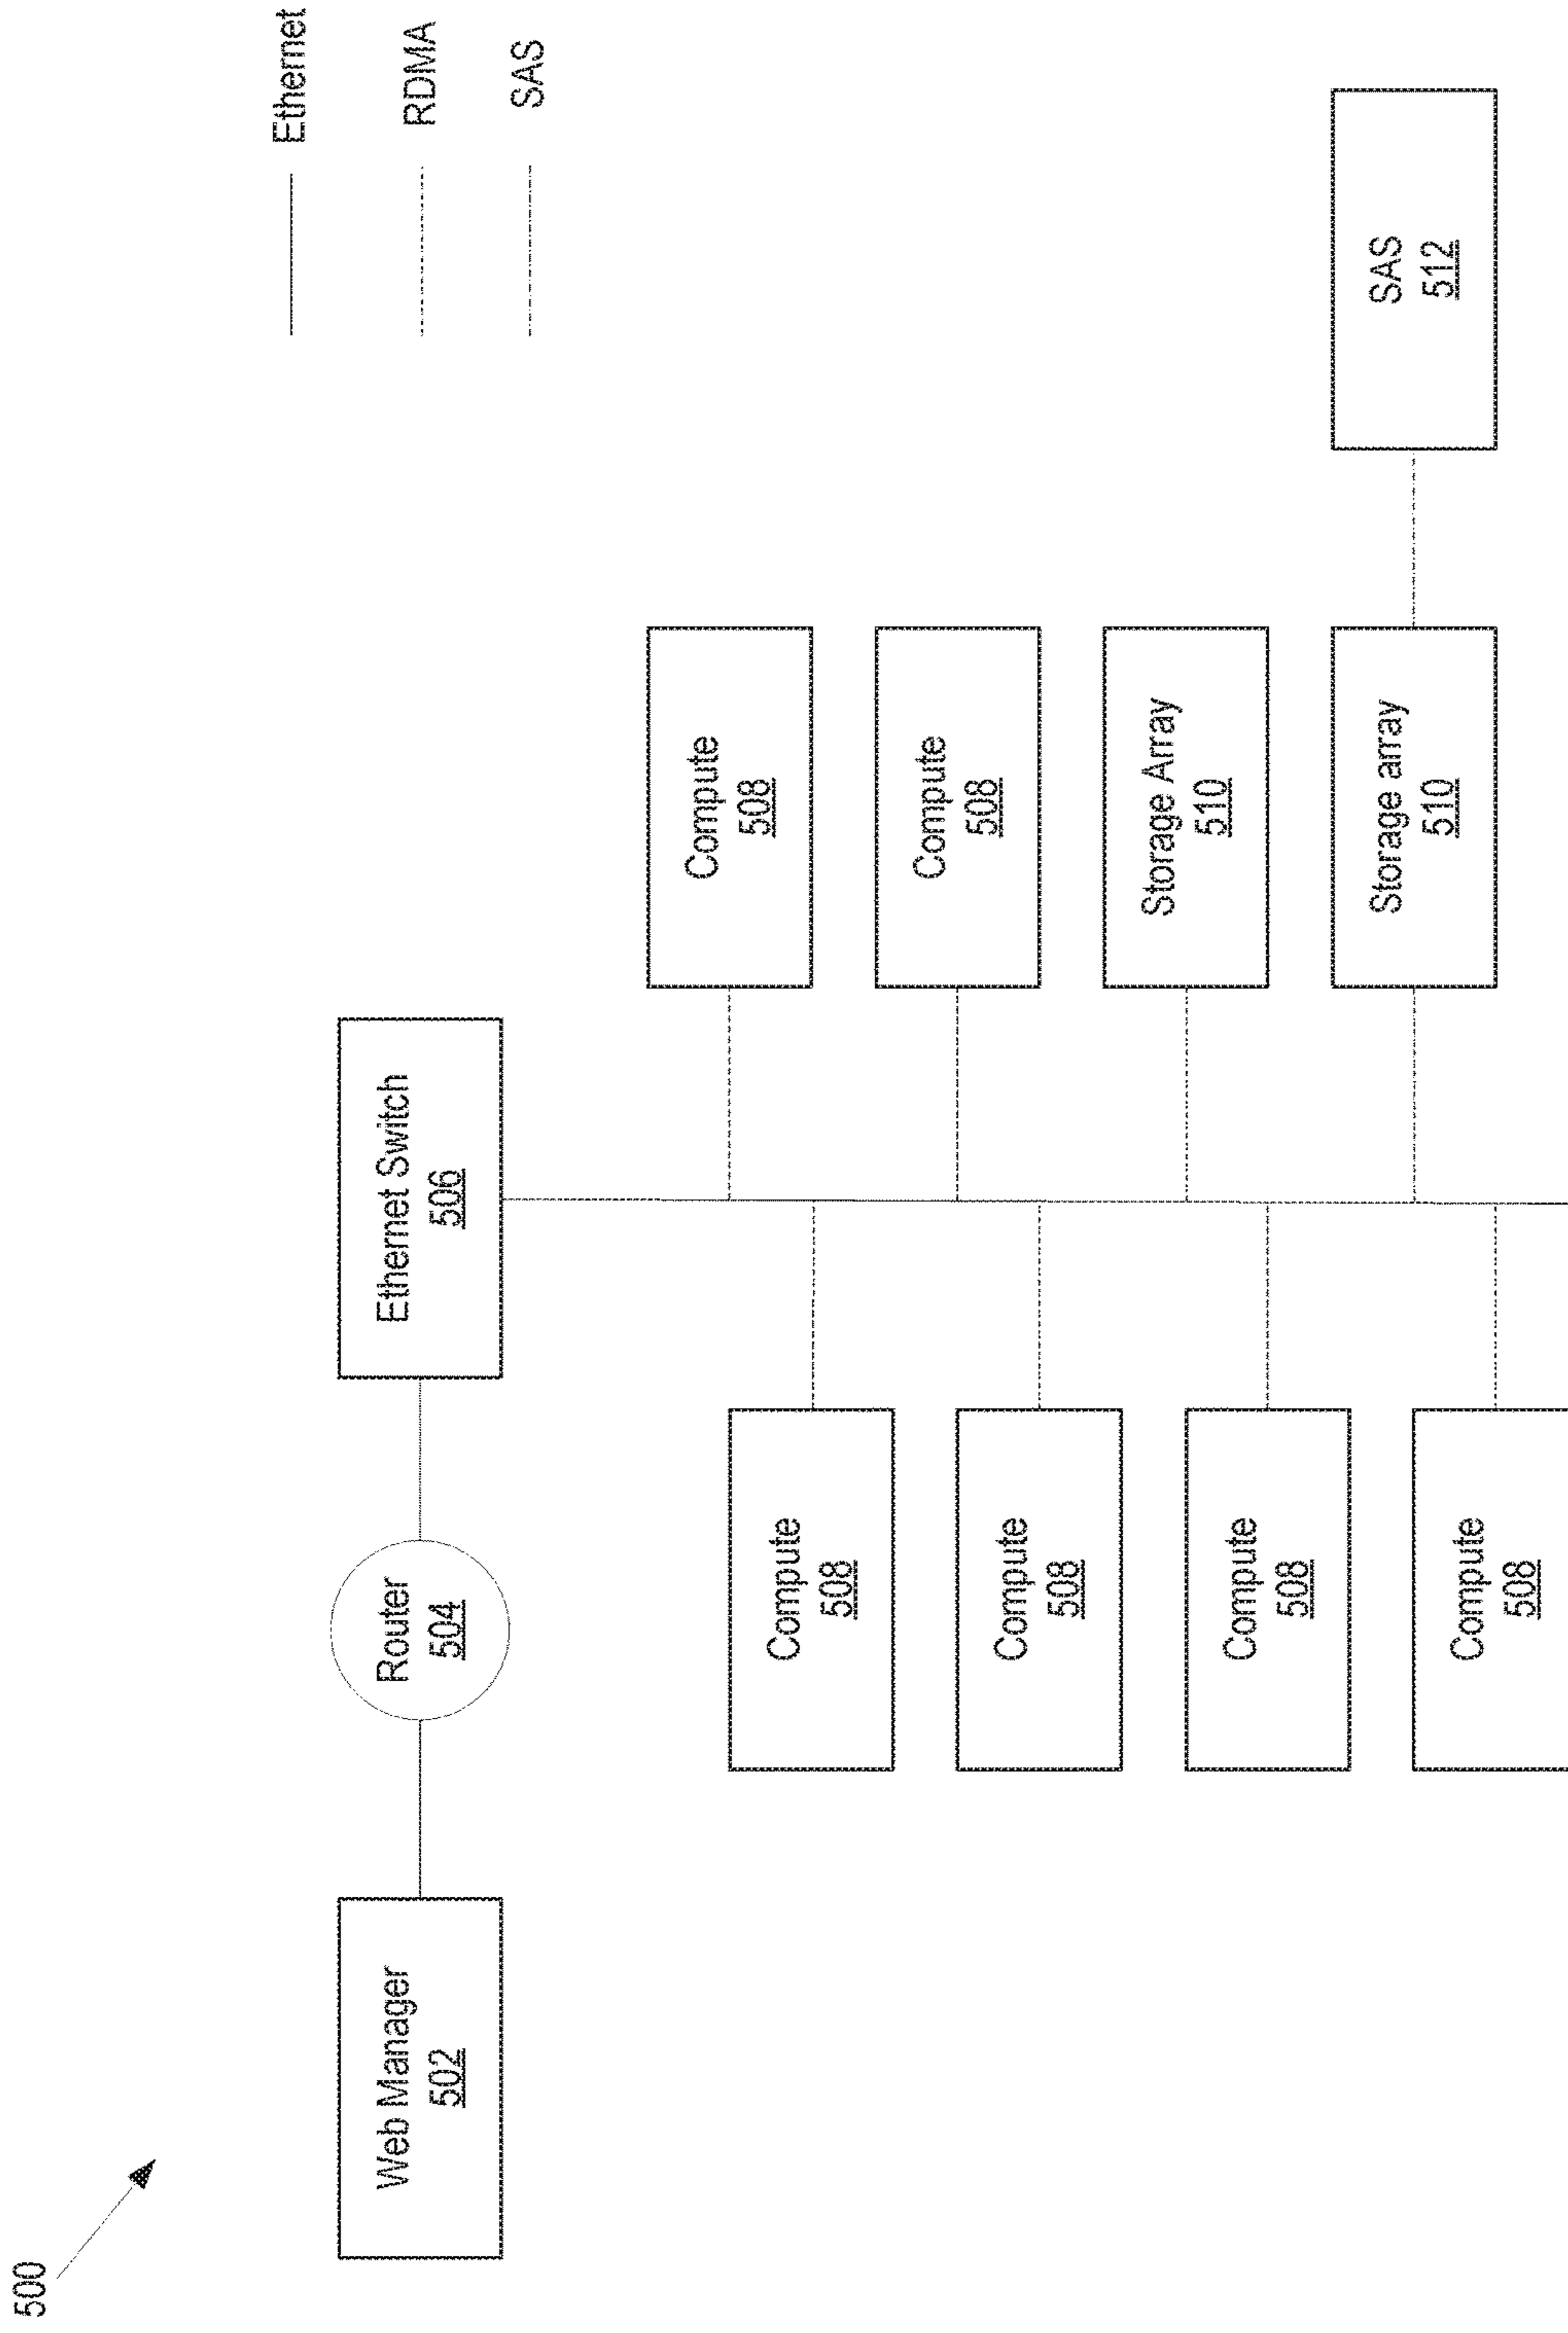 500
Ethernet
RDMA
SAS
Web Manager
502
Router
504
Ethernet Switch
506
Compute
508
Compute
508
Compute
508
Compute
508
Compute
508
Compute
508
Storage Array
510
Storage array
510
SAS
512